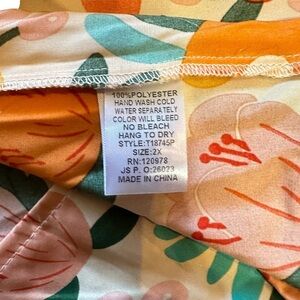 100%POLYESTER
HAND WASH COLD
WATER SEPARATELY
COLOR WILL BLEED
NO BLEACH
HANG TO DRY
STYLE:T18745P
SIZE:2X
RN:120978
JS P. O:26023
MADE IN CHINA